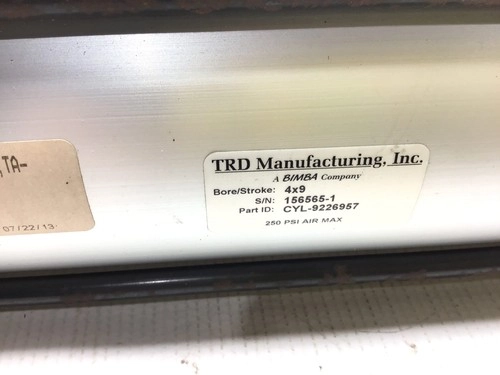 TRD Manufacturing, Inc.
A BIMBA Company
Bore/Stroke: 4x9
S/N: 156565-1
Part ID: CYL-9226957
250 PSI AIR MAX
TA-
07/22/13